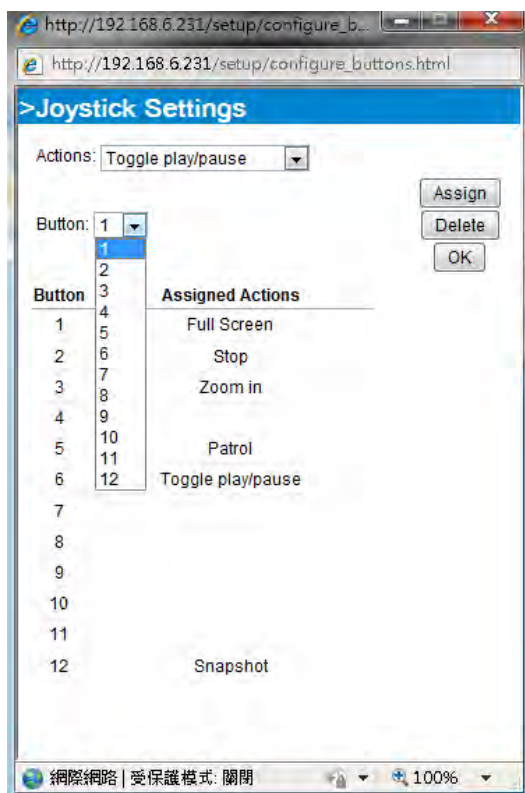 http://192.168.6.231/setup/configure_b...
http://192.168.6.231/setup/configure_buttons.html
>Joystick Settings
Actions: Toggle play/pause
Assign
Button: 1
Delete
OK
1
2
3
4
5
6
7
8
9
10
11
12
Button Assigned Actions
1 Full Screen
2 Stop
3 Zoom in
4
5 Patrol
6 Toggle play/pause
7
8
9
10
11
12 Snapshot
網際網路 | 受保護模式: 關閉 100%